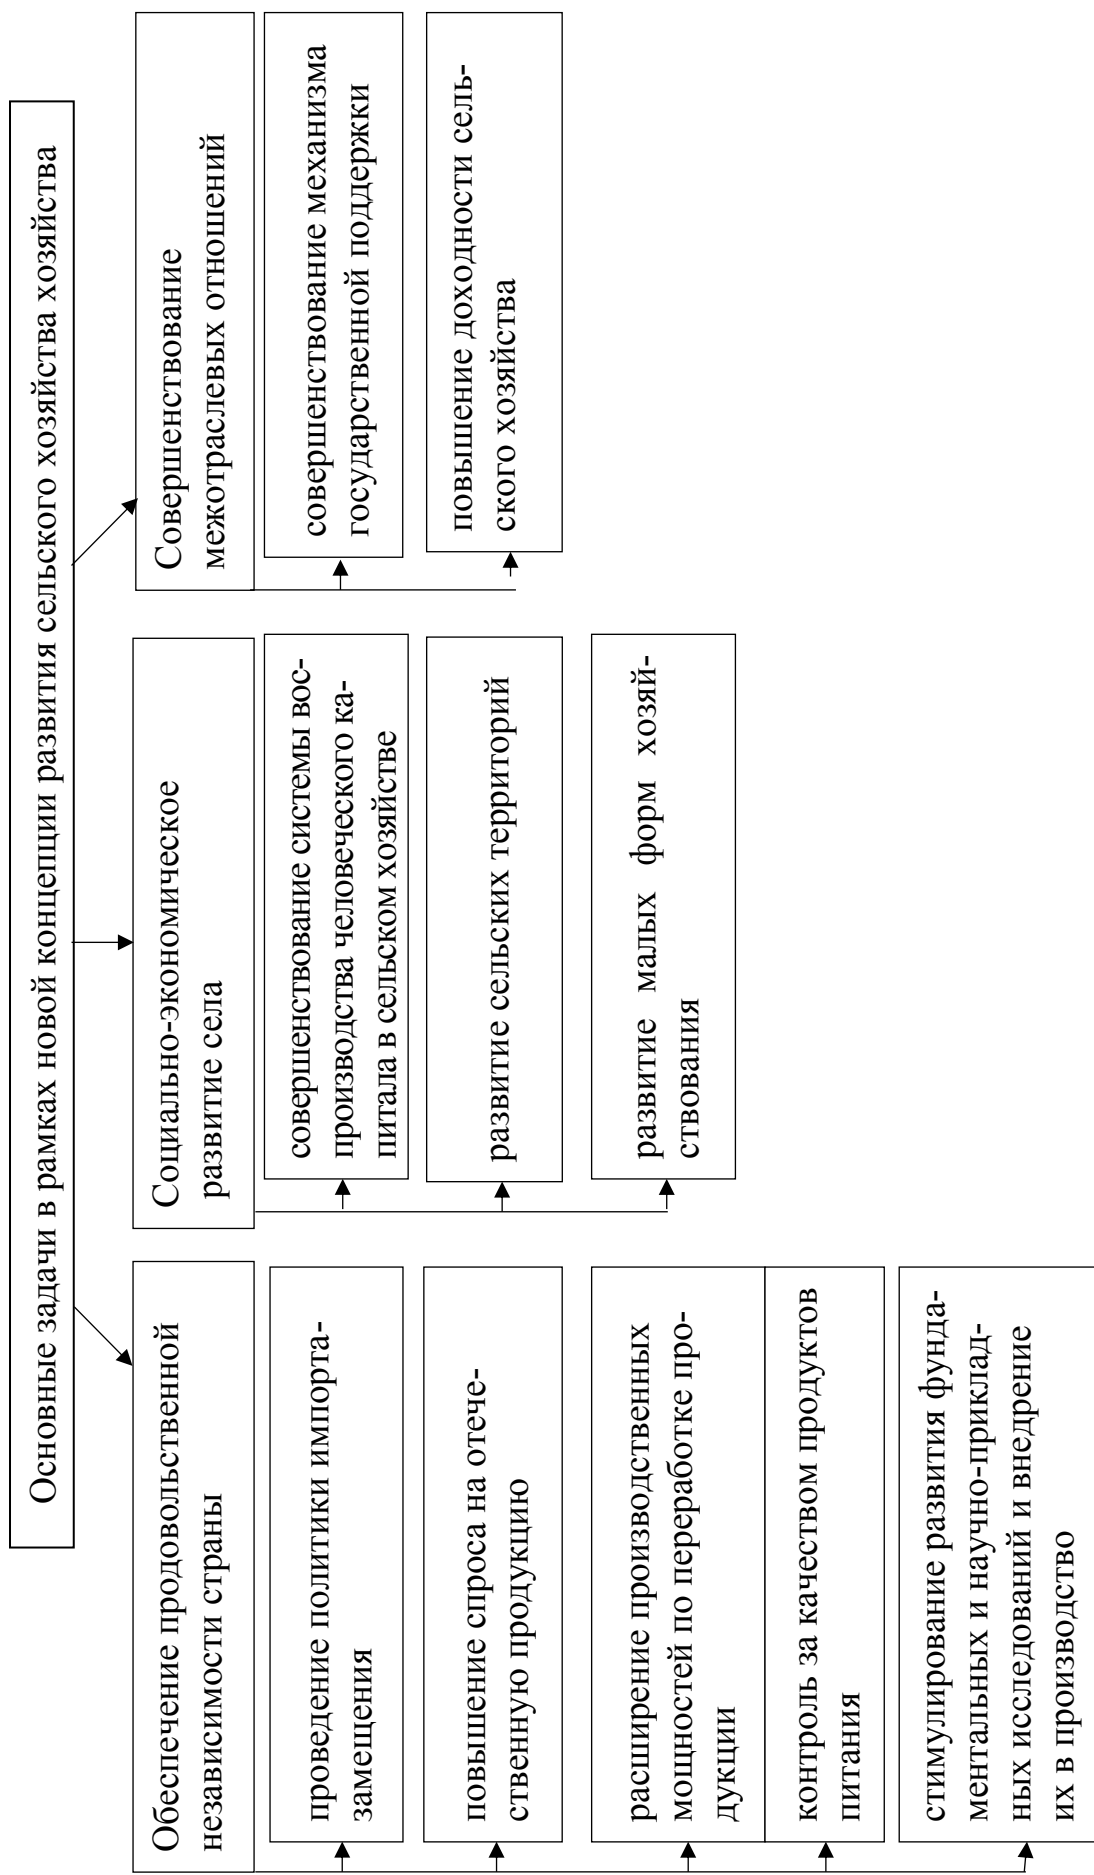 Основные задачи в рамках новой концепции развития сельского хозяйства хозяйства
Обеспечение продовольственной
независимости страны
проведение политики импорта-
замещения
повышение спроса на отече-
ственную продукцию
расширение производственных
мощностей по переработке про-
дукции
контроль за качеством продуктов
питания
стимулирование развития фунда-
ментальных и научно-приклад-
ных исследований и внедрение
их в производство
Социально-экономическое
развитие села
совершенствование системы вос-
производства человеческого ка-
питала в сельском хозяйстве
развитие сельских территорий
развитие малых форм хозяй-
ствования
Совершенствование
межотраслевых отношений
совершенствование механизма
государственной поддержки
повышение доходности сель-
ского хозяйства